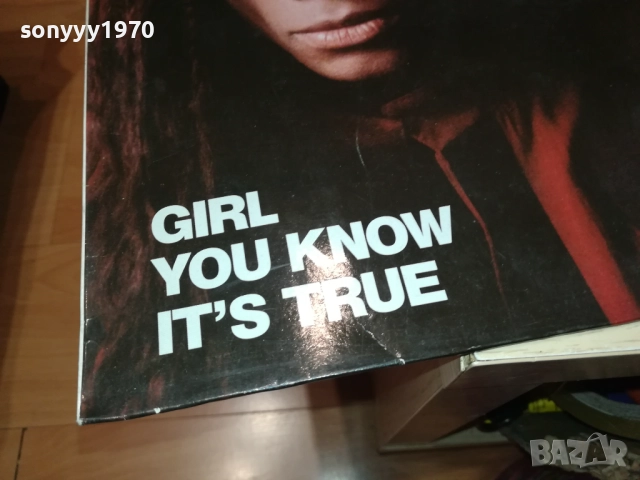 sonyyy1970
GIRL
YOU KNOW
IT'S TRUE
BAZAR